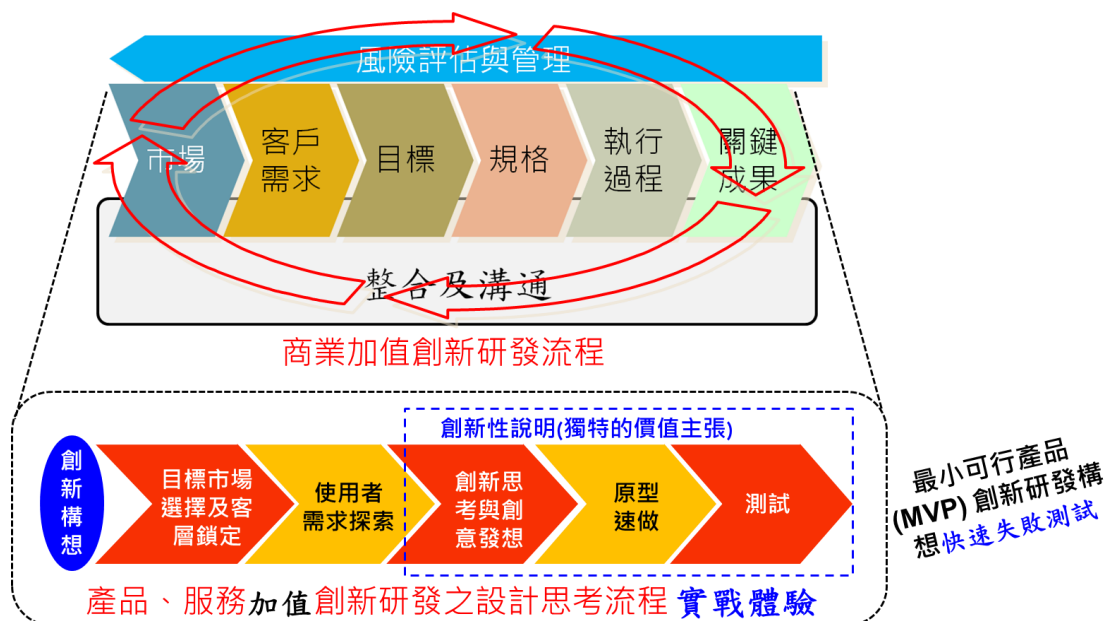 風險評估與管理
市場
客戶
需求
目標
規格
執行
過程
關鍵
成果
整合及溝通
商業加值創新研發流程
創新性說明(獨特的價值主張)
創
新
構
想
目標市場
選擇及客
層鎖定
使用者
需求探索
創新思
考與創
意發想
原型
速做
測試
最小可行產品
(MVP) 創新研發構
想快速失敗測試
產品、服務加值創新研發之設計思考流程 實戰體驗